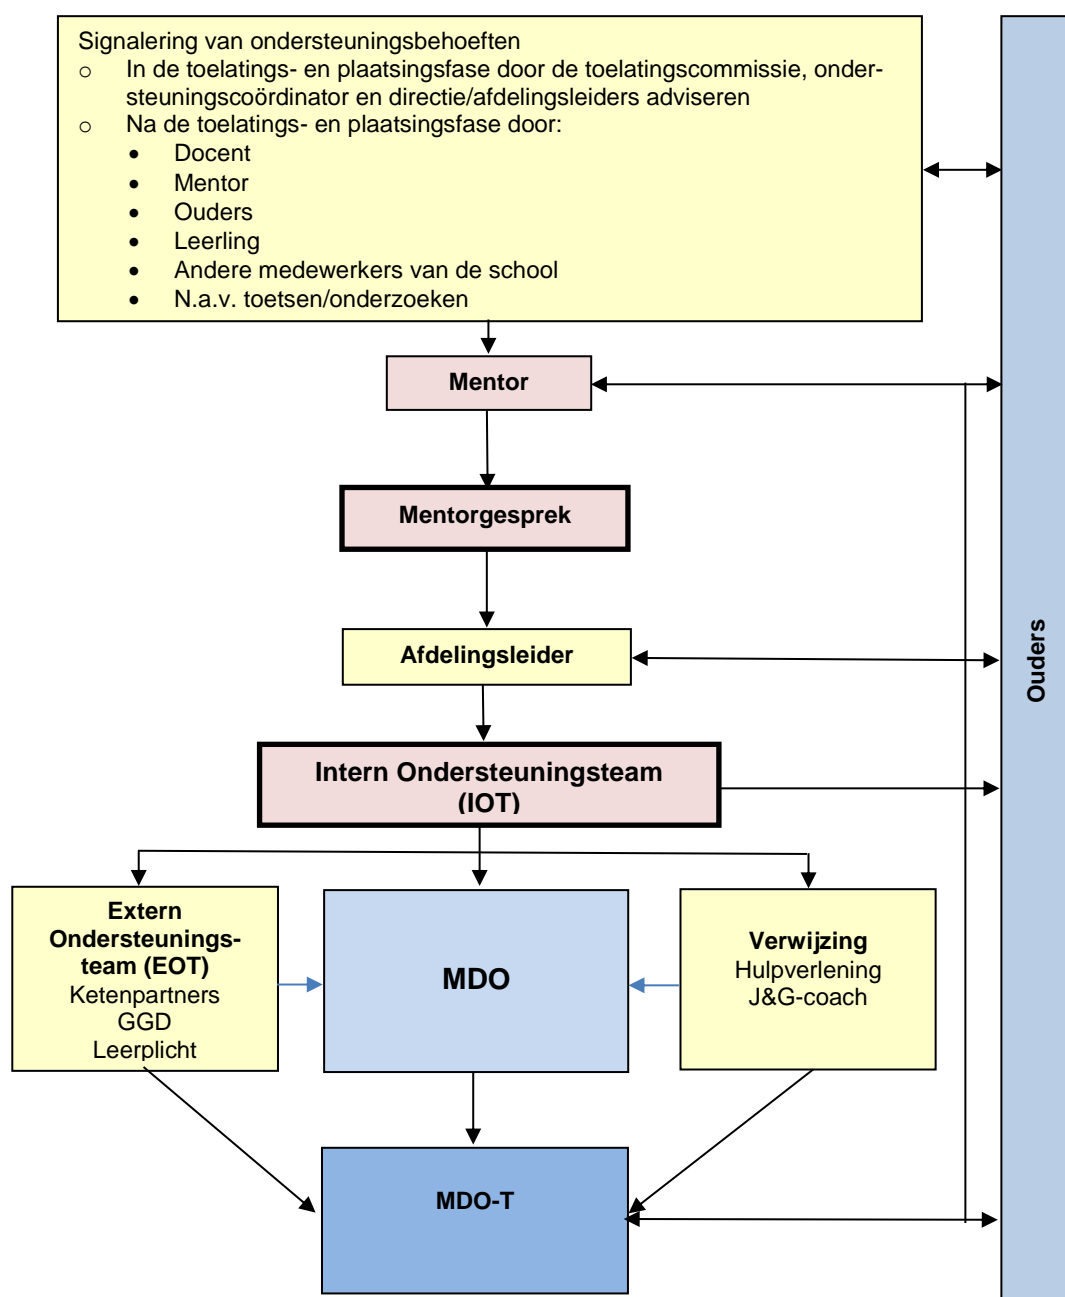 Signalering van ondersteuningsbehoeften
o In de toelatings- en plaatsingsfase door de toelatingscommissie, onder-
steuningscoördinator en directie/afdelingsleiders adviseren
o Na de toelatings- en plaatsingsfase door:
• Docent
• Mentor
• Ouders
• Leerling
• Andere medewerkers van de school
• N.a.v. toetsen/onderzoeken
Mentor
Mentorgesprek
Afdelingsleider
Ouders
Intern Ondersteuningsteam
(IOT)
Extern
Ondersteunings-
team (EOT)
Ketenpartners
GGD
Leerplicht
MDO
Verwijzing
Hulpverlening
J&G-coach
MDO-T